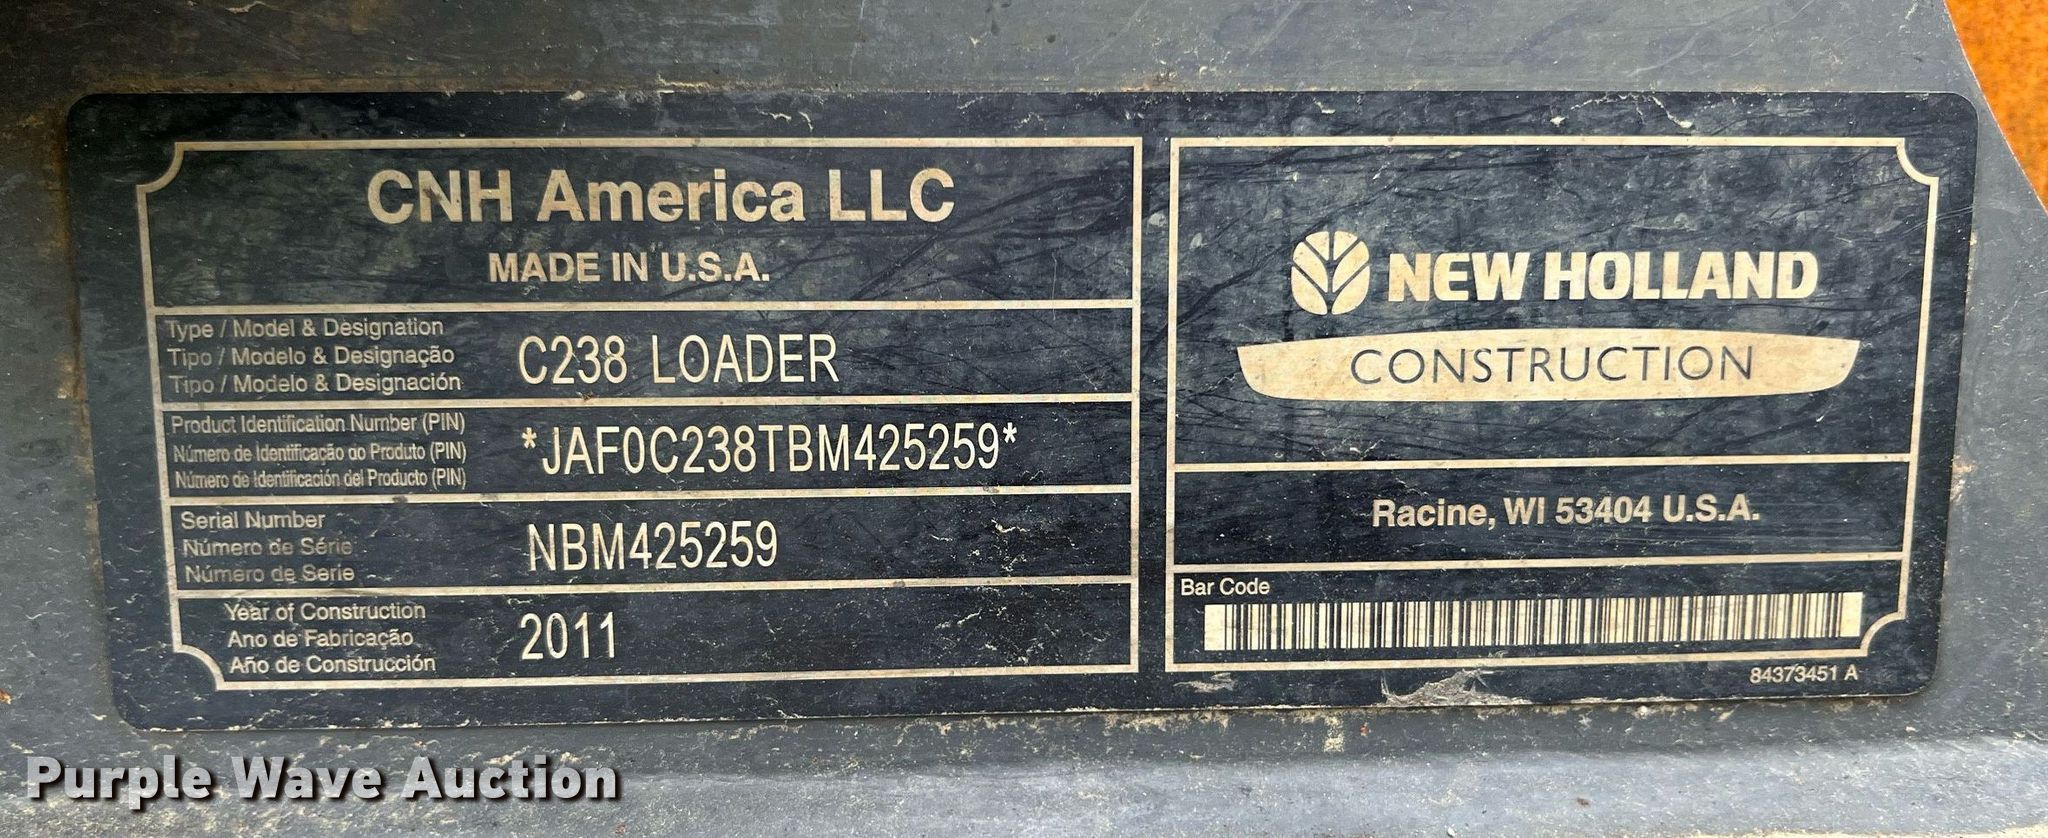 CNH America LLC
MADE IN U.S.A.
Type / Model & Designation
Tipo / Modelo & Designação
Tipo / Modelo & Designación
C238 LOADER
Product Identification Number (PIN)
Número de Identificação do Produto (PIN)
Número de Identificación del Producto (PIN)
*JAF0C238TBM425259*
Serial Number
Número de Série
Número de Serie
NBM425259
Year of Construction
Ano de Fabricação
Año de Construcción
2011
NEW HOLLAND
CONSTRUCTION
Racine, WI 53404 U.S.A.
Bar Code
84373451 A
Purple Wave Auction